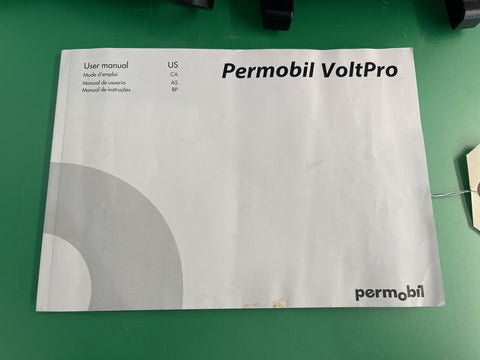 User manual US
Mode d'emploi CA
Manual de usuario AS
Manual de instruções BP
Permobil VoltPro
permobil